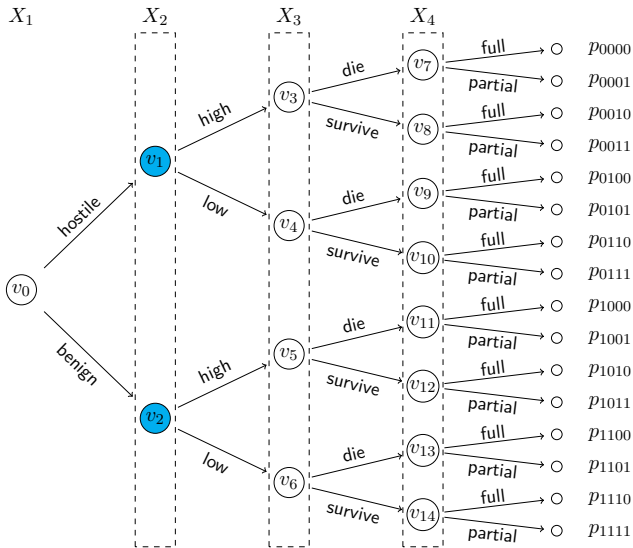 X₁ X₂ X₃ X₄
full p₀₀₀₀
die v₇
partial p₀₀₀₁
v₃
high full p₀₀₁₀
survive v₈
partial p₀₀₁₁
v₁
full p₀₁₀₀
low die v₉
partial p₀₁₀₁
hostile v₄
full p₀₁₁₀
survive v₁₀
partial p₀₁₁₁
v₀
full p₁₀₀₀
die v₁₁
partial p₁₀₀₁
benign high v₅
full p₁₀₁₀
survive v₁₂
partial p₁₀₁₁
v₂
full p₁₁₀₀
die v₁₃
low partial p₁₁₀₁
v₆
full p₁₁₁₀
survive v₁₄
partial p₁₁₁₁